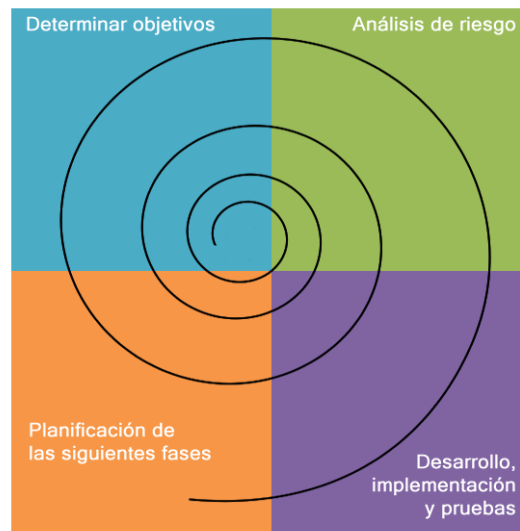 Determinar objetivos
Análisis de riesgo
Planificación de
las siguientes fases
Desarrollo,
implementación
y pruebas